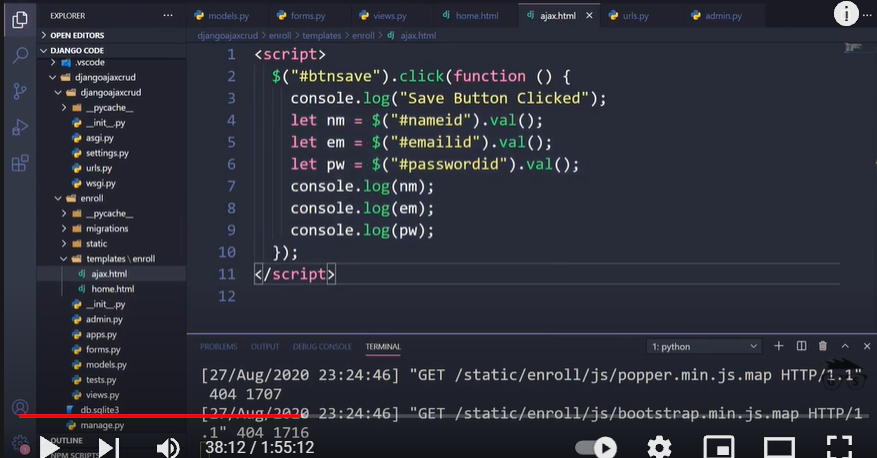 EXPLORER ...
models.py forms.py views.py home.html ajax.html × urls.py admin.py ...
OPEN EDITORS
djangoajaxcrud > enroll > templates > enroll > ajax.html
DJANGO CODE
.vscode
djangoajaxcrud
djangoajaxcrud
__pycache__
__init__.py
asgi.py
settings.py
urls.py
wsgi.py
enroll
__pycache__
migrations
static
templates \ enroll
ajax.html
home.html
__init__.py
admin.py
apps.py
forms.py
models.py
tests.py
views.py
db.sqlite3
manage.py
OUTLINE
NPM SCRIPTS
1 <script>
2 $("#btnsave").click(function () {
3 console.log("Save Button Clicked");
4 let nm = $("#nameid").val();
5 let em = $("#emailid").val();
6 let pw = $("#passwordid").val();
7 console.log(nm);
8 console.log(em);
9 console.log(pw);
10 });
11 </script>
12
PROBLEMS OUTPUT DEBUG CONSOLE TERMINAL 1: python
[27/Aug/2020 23:24:46] "GET /static/enroll/js/popper.min.js.map HTTP/1.1"
404 1707
[27/Aug/2020 23:24:46] "GET /static/enroll/js/bootstrap.min.js.map HTTP/1
.1" 404 1716
38:12 / 1:55:12